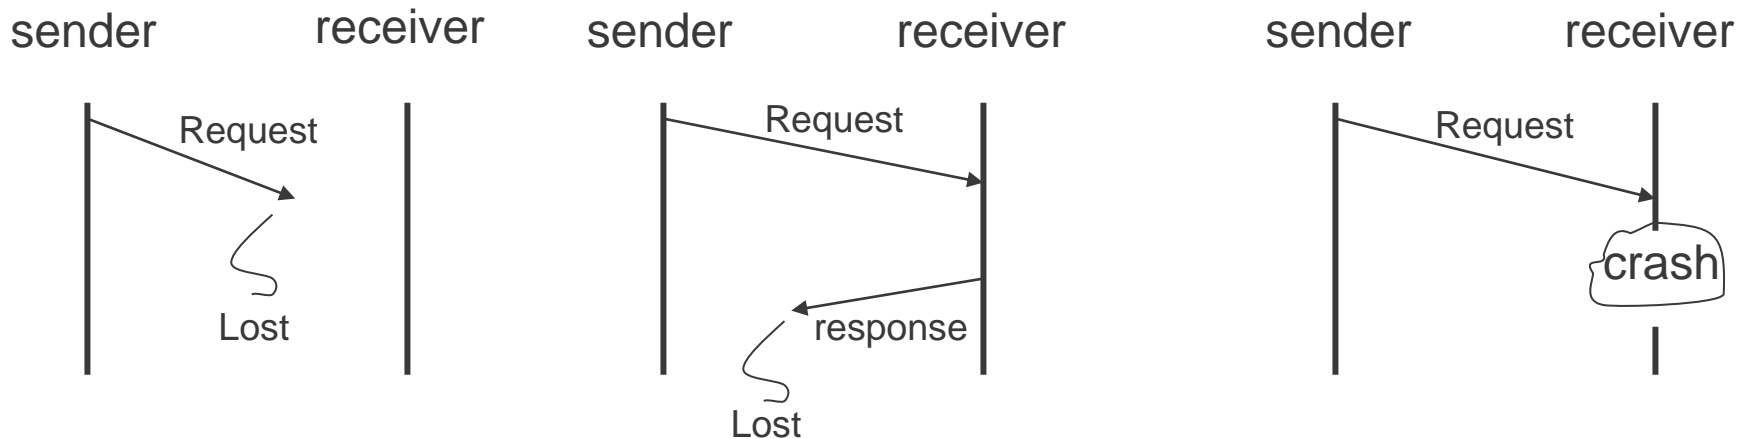 sender
receiver
Request
Lost
sender
receiver
Request
response
Lost
sender
receiver
Request
crash